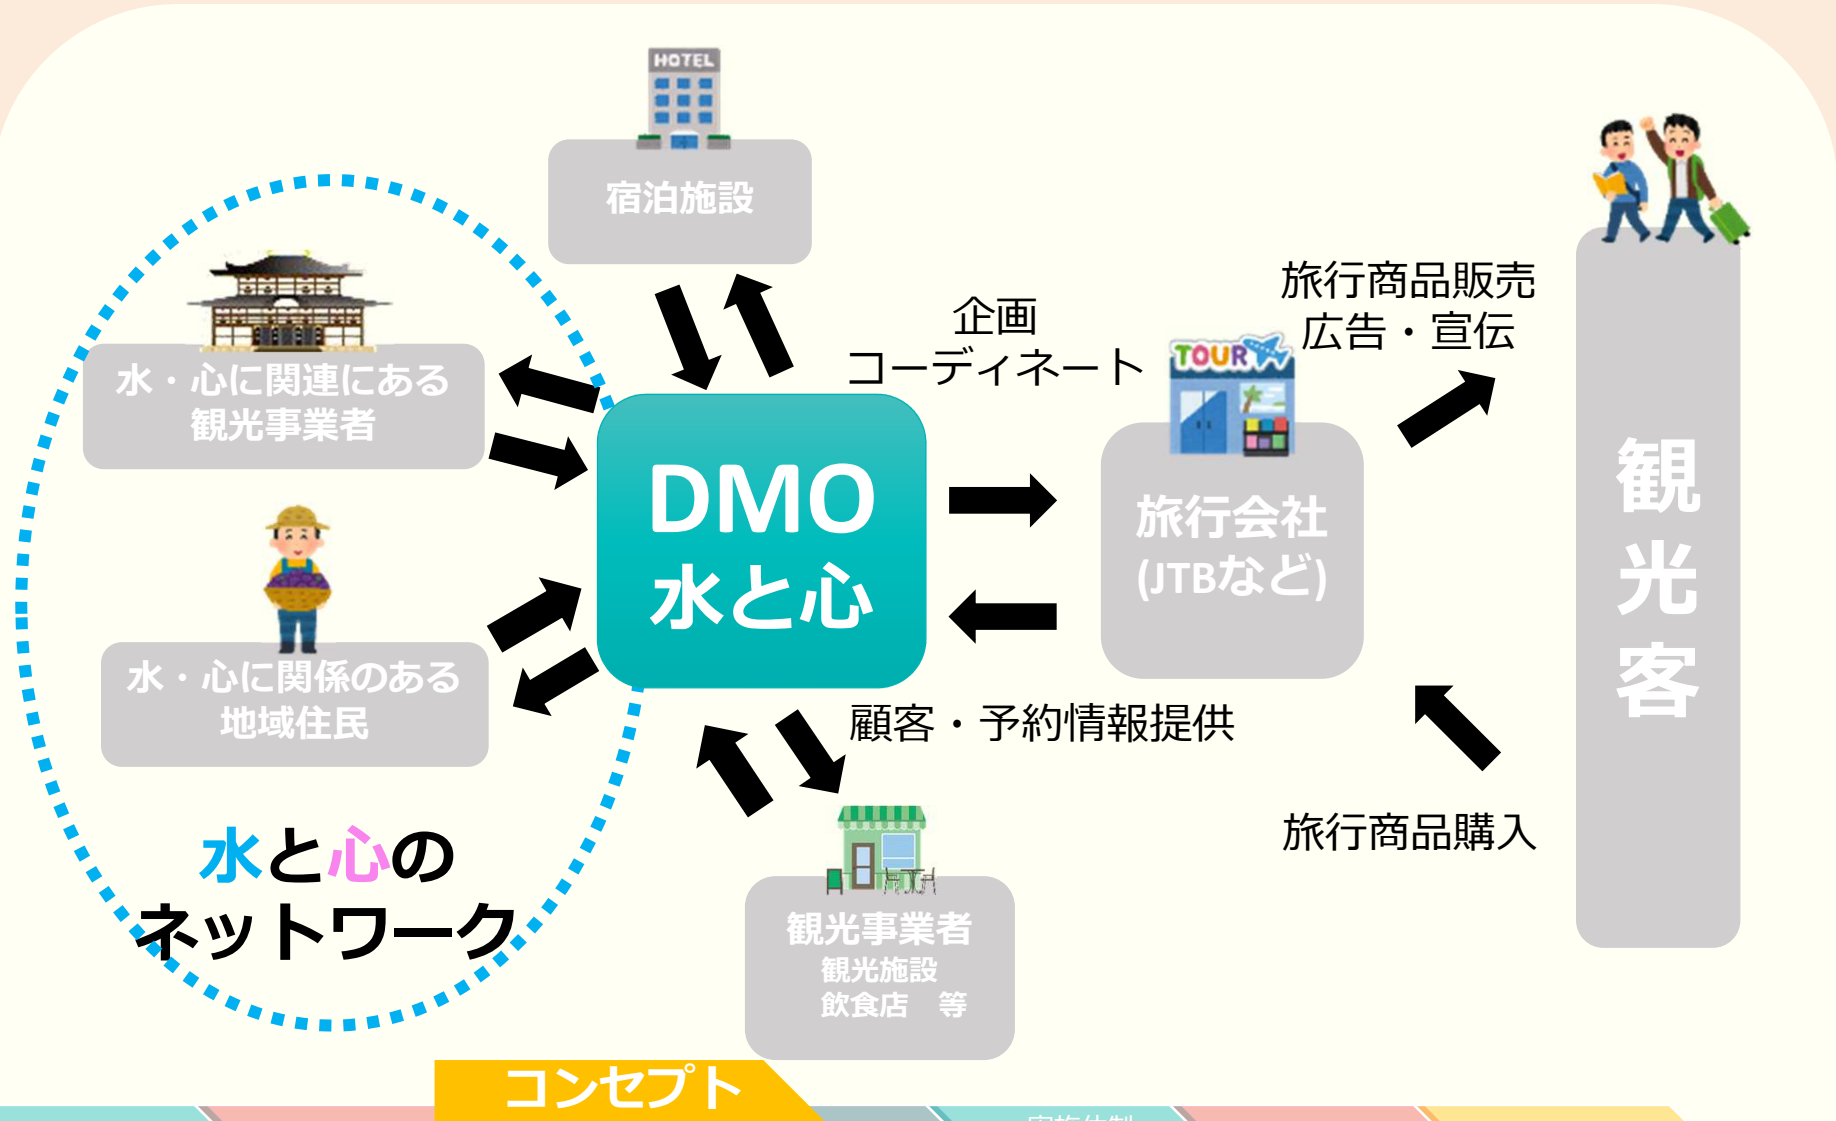 HOTEL
宿泊施設
水・心に関連にある
観光事業者
水・心に関係のある
地域住民
水と心の
ネットワーク
DMO
水と心
企画
コーディネート
TOUR
旅行会社
(JTBなど)
顧客・予約情報提供
旅行商品販売
広告・宣伝
旅行商品購入
観光客
観光事業者
観光施設
飲食店　等
コンセプト